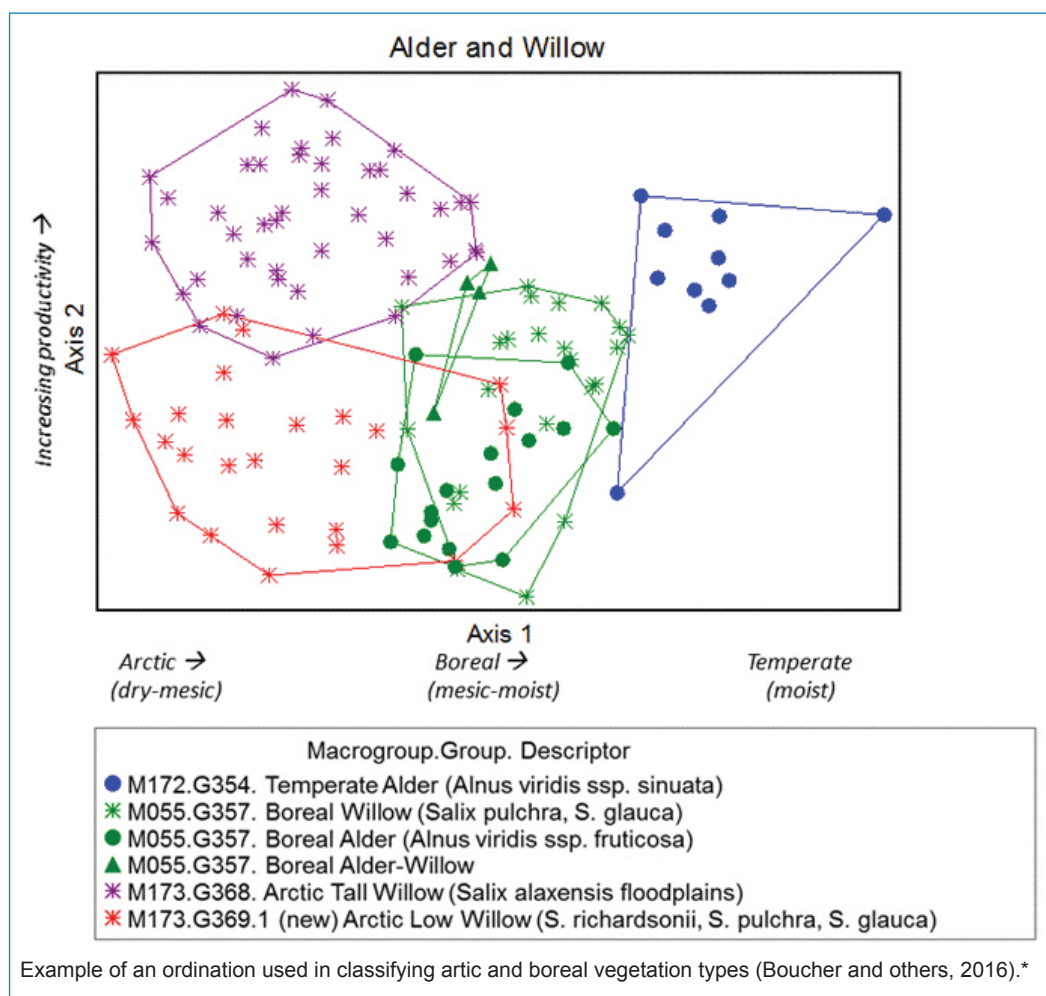 Alder and Willow
Increasing productivity →
Axis 2
Axis 1
Arctic → Boreal → Temperate
(dry-mesic) (mesic-moist) (moist)
Macrogroup.Group. Descriptor
M172.G354. Temperate Alder (Alnus viridis ssp. sinuata)
M055.G357. Boreal Willow (Salix pulchra, S. glauca)
M055.G357. Boreal Alder (Alnus viridis ssp. fruticosa)
M055.G357. Boreal Alder-Willow
M173.G368. Arctic Tall Willow (Salix alaxensis floodplains)
M173.G369.1 (new) Arctic Low Willow (S. richardsonii, S. pulchra, S. glauca)
Example of an ordination used in classifying artic and boreal vegetation types (Boucher and others, 2016).*